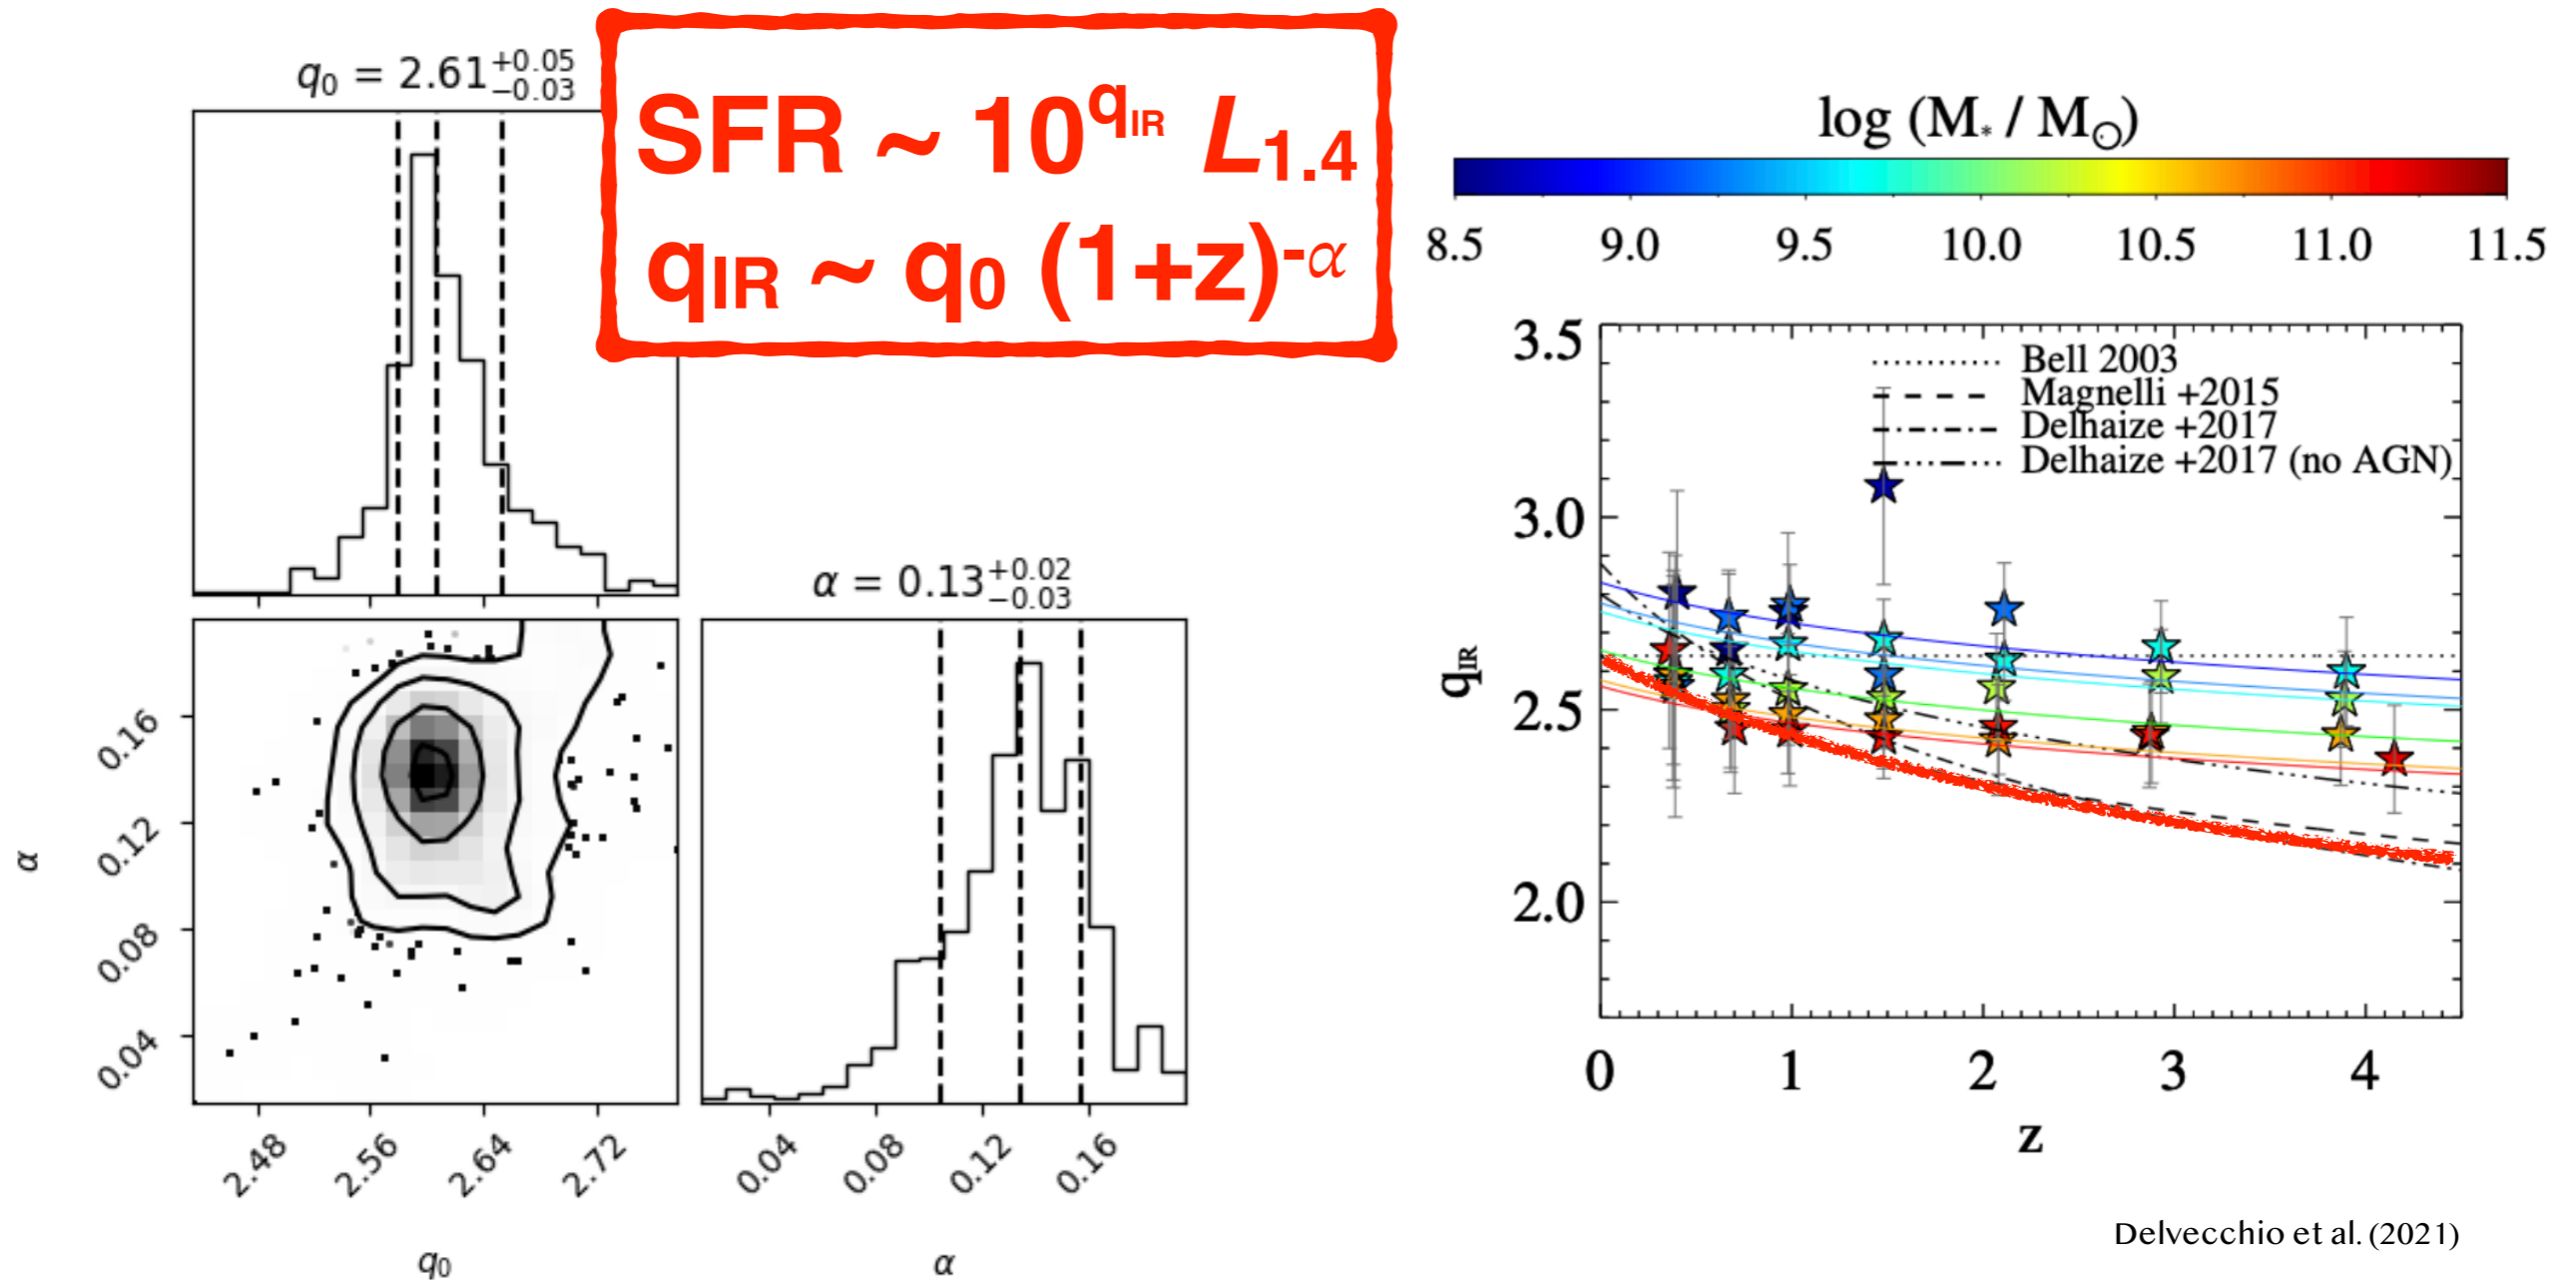 q₀ = 2.61+0.05−0.03
SFR ~ 10^qIR L1.4
qIR ~ q0 (1+z)^-α
α = 0.13+0.02−0.03
α
0.16
0.12
0.08
0.04
2.48
2.56
2.64
2.72
q₀
0.04
0.08
0.12
0.16
α
log (M* / M⊙)
8.5 9.0 9.5 10.0 10.5 11.0 11.5
Bell 2003
Magnelli +2015
Delhaize +2017
Delhaize +2017 (no AGN)
qIR
3.5
3.0
2.5
2.0
0 1 2 3 4
z
Delvecchio et al. (2021)